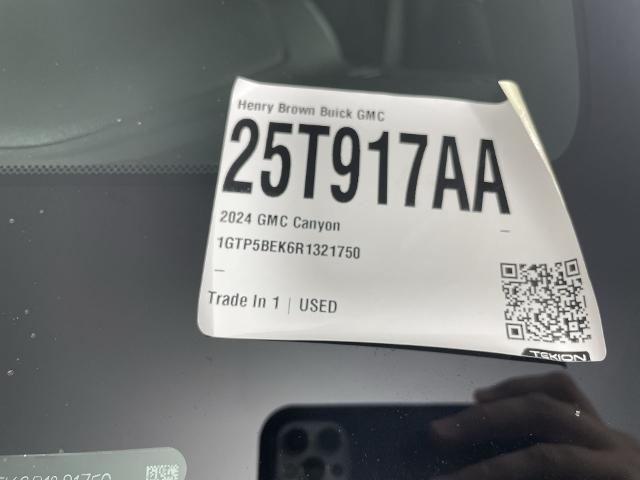 Henry Brown Buick GMC
25T917AA
2024 GMC Canyon
1GTP5BEK6R1321750
Trade In 1 | USED
TEKION